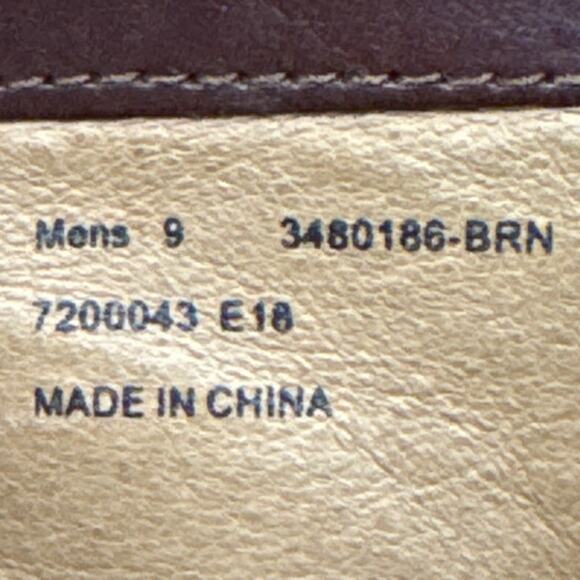 Mens 9 3480186-BRN
7200043 E18
MADE IN CHINA